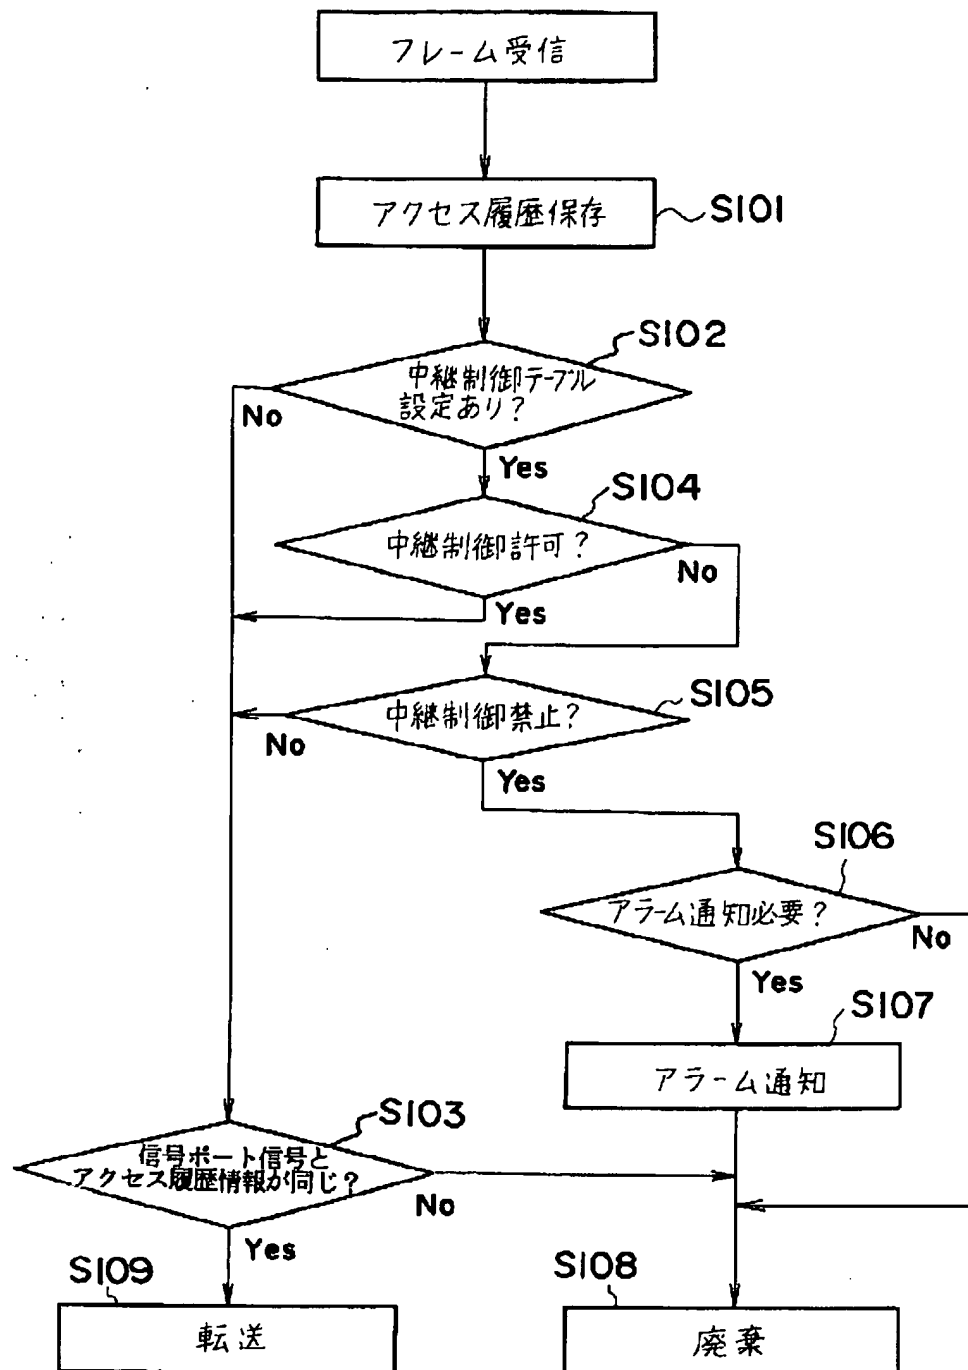 フレーム受信
アクセス履歴保存
S101
S102
中継制御テーブル
設定あり?
No
Yes
S104
中継制御許可?
No
Yes
S105
中継制御禁止?
No
Yes
S106
アラーム通知必要?
No
Yes
S107
アラーム通知
S103
信号ポート信号と
アクセス履歴情報が同じ?
No
Yes
S109
転送
S108
廃棄